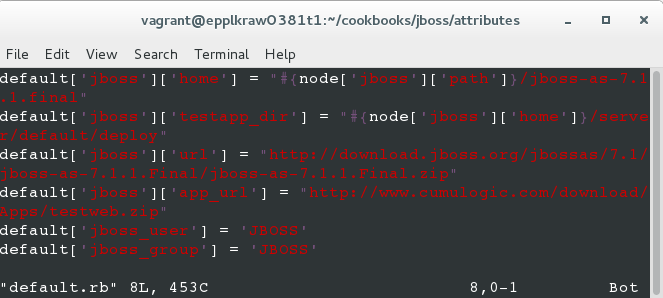 vagrant@epplkraw0381t1:~/cookbooks/jboss/attributes
File Edit View Search Terminal Help
default['jboss']['home'] = "#{node['jboss']['path']}/jboss-as-7.1
.1.final"
default['jboss']['testapp_dir'] = "#{node['jboss']['home']}/serve
r/default/deploy"
default['jboss']['url'] = "http://download.jboss.org/jbossas/7.1/
jboss-as-7.1.1.Final/jboss-as-7.1.1.Final.zip"
default['jboss']['app_url'] = "http://www.cumulogic.com/download/
Apps/testweb.zip"
default['jboss_user'] = 'JBOSS'
default['jboss_group'] = 'JBOSS'
"default.rb" 8L, 453C 8,0-1 Bot